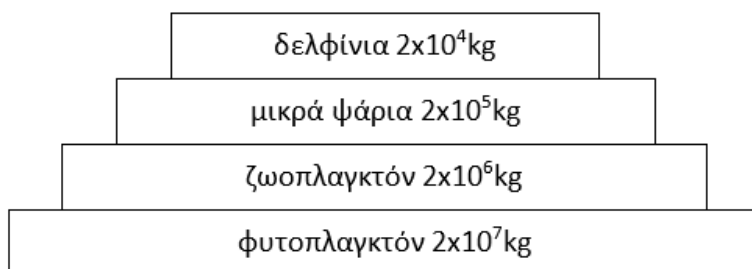 δελφίνια 2x10⁴kg
μικρά ψάρια 2x10⁵kg
ζωοπλαγκτόν 2x10⁶kg
φυτοπλαγκτόν 2x10⁷kg